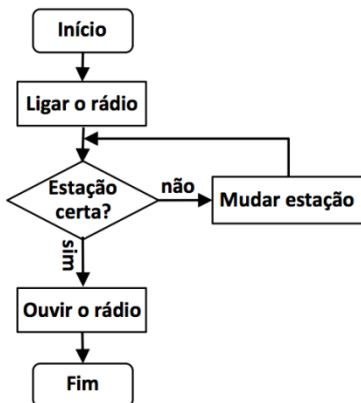 Início
Ligar o rádio
Estação
certa?
não
Mudar estação
sim
Ouvir o rádio
Fim